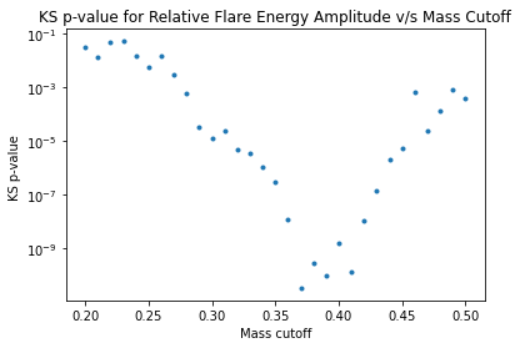 KS p-value for Relative Flare Energy Amplitude v/s Mass Cutoff
10⁻¹
10⁻³
10⁻⁵
10⁻⁷
10⁻⁹
KS p-value
0.20 0.25 0.30 0.35 0.40 0.45 0.50
Mass cutoff